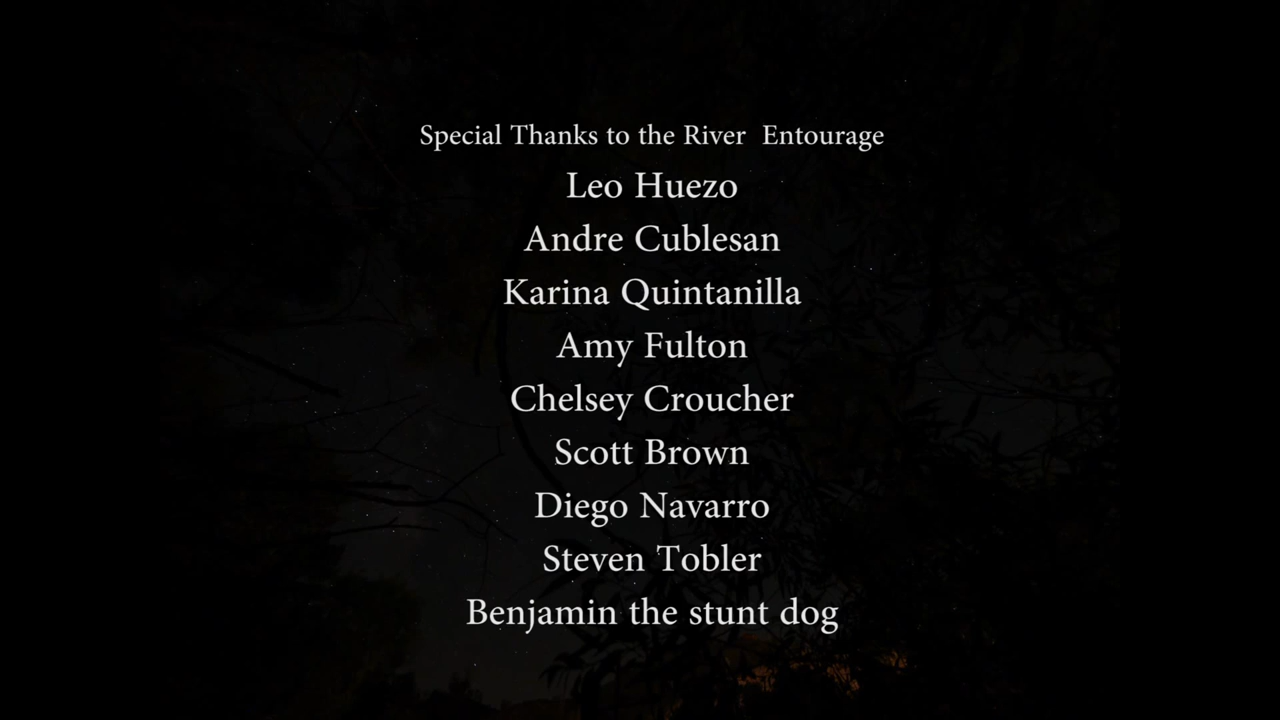 Special Thanks to the River  Entourage
Leo Huezo
Andre Cublesan
Karina Quintanilla
Amy Fulton
Chelsey Croucher
Scott Brown
Diego Navarro
Steven Tobler
Benjamin the stunt dog